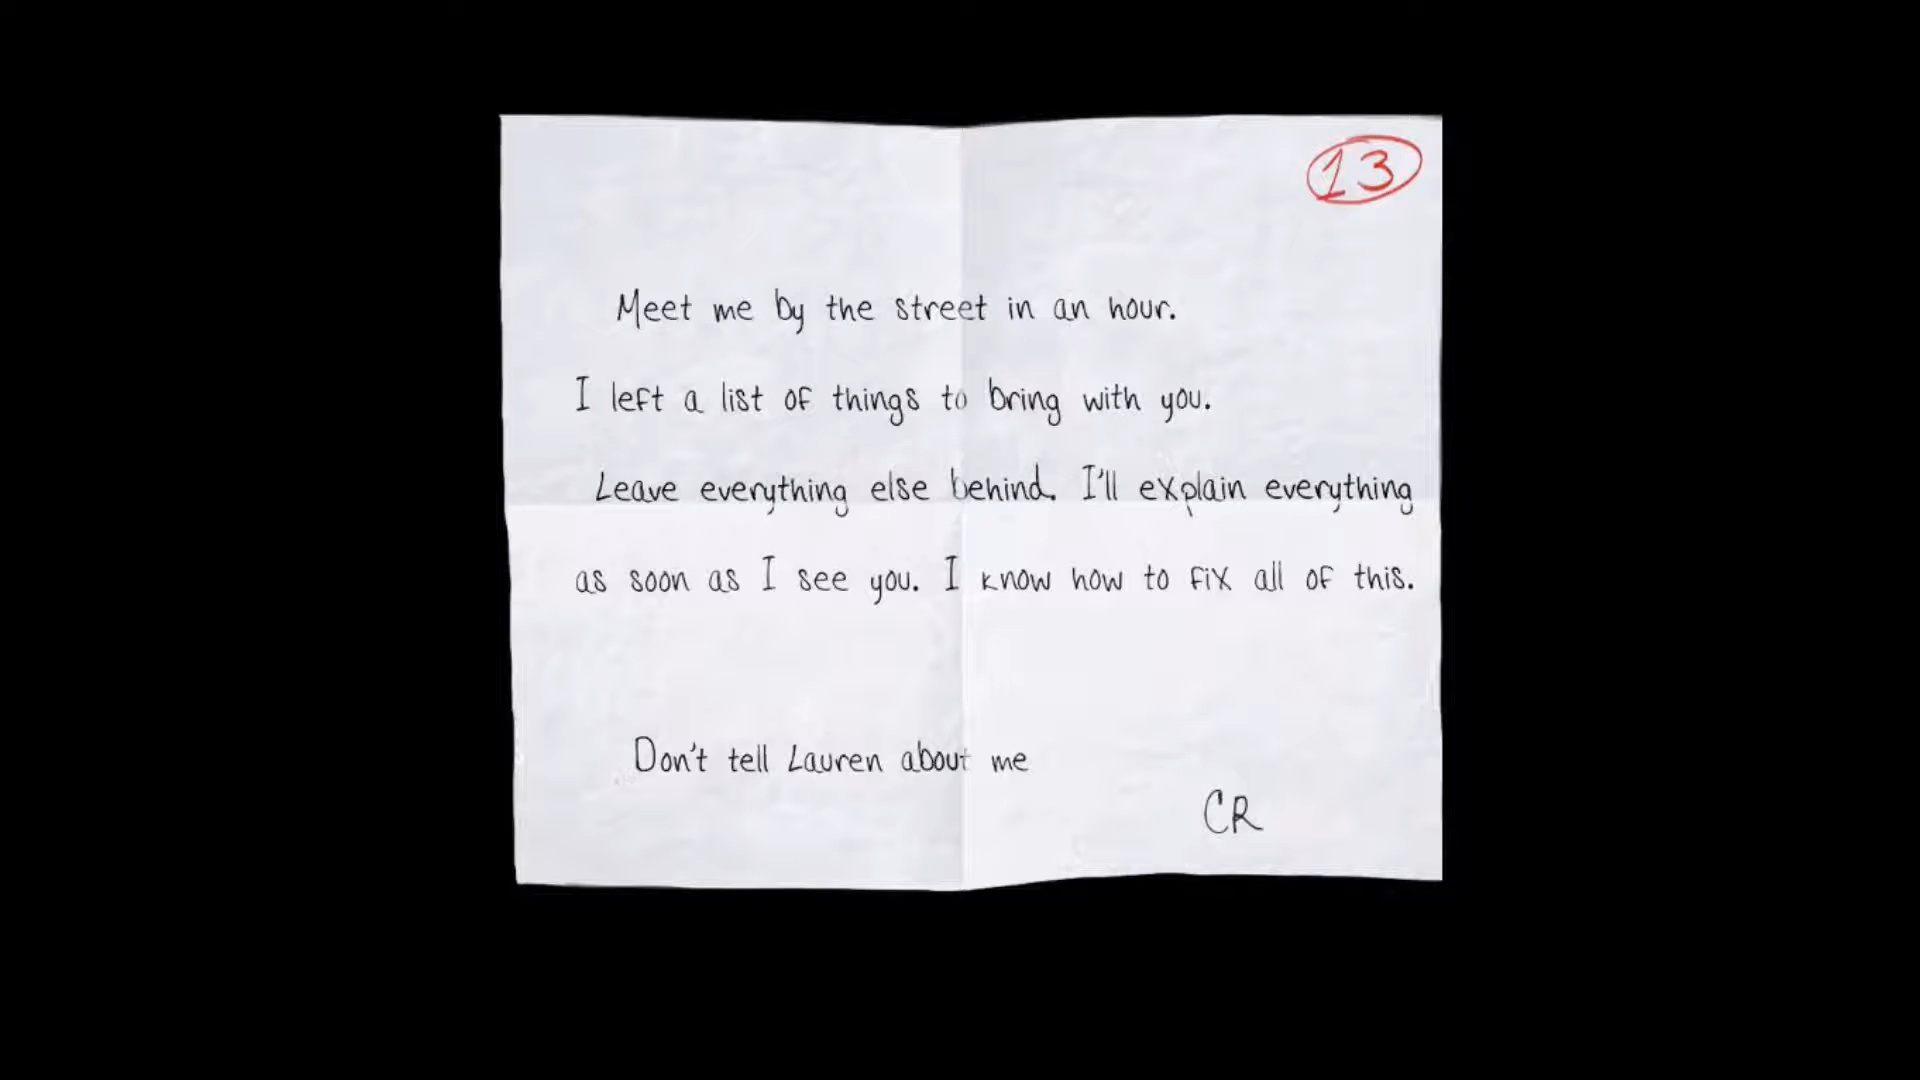 13
Meet me by the street in an hour.
I left a list of things to bring with you.
Leave everything else behind. I'll explain everything
as soon as I see you. I know how to fix all of this.
Don't tell Lauren about me
CR